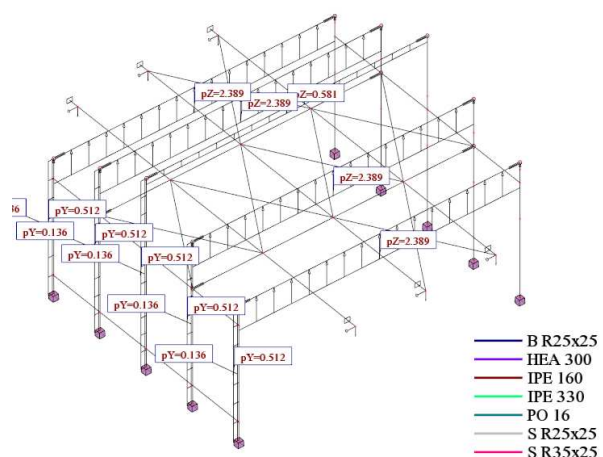 pZ=2.389
pZ=0.581
pZ=2.389
pZ=2.389
pY=0.512
36
pY=0.136
pY=0.512
pY=0.136
pY=0.512
pZ=2.389
pY=0.136
pY=0.512
pY=0.136
pY=0.512
B R25x25
HEA 300
IPE 160
IPE 330
PO 16
S R25x25
S R35x25